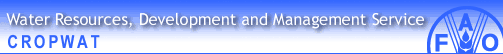 Water Resources, Development and Management Service
CROPWAT
F A O